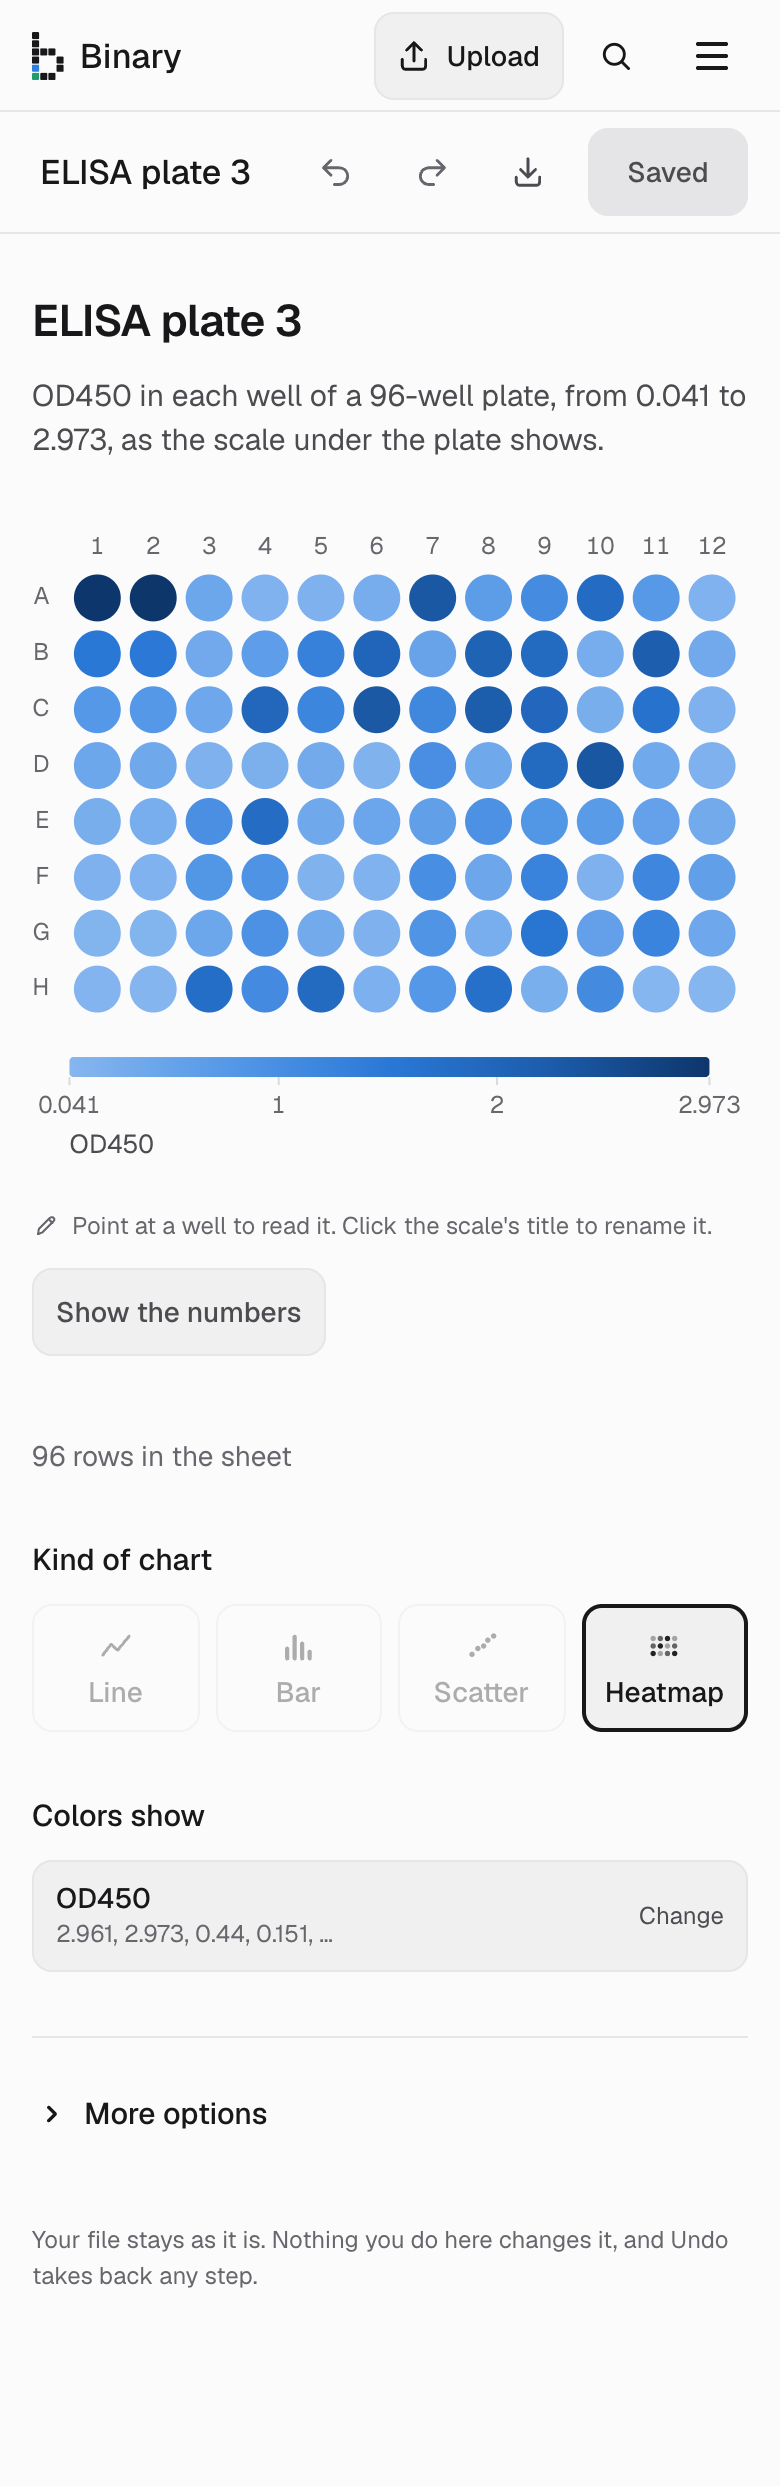 Binary
Upload
ELISA plate 3
Saved
ELISA plate 3
OD450 in each well of a 96-well plate, from 0.041 to
2.973, as the scale under the plate shows.
1 2 3 4 5 6 7 8 9 10 11 12
A
B
C
D
E
F
G
H
0.041 1 2 2.973
OD450
Point at a well to read it. Click the scale's title to rename it.
Show the numbers
96 rows in the sheet
Kind of chart
Line Bar Scatter Heatmap
Colors show
OD450
2.961, 2.973, 0.44, 0.151, ...
Change
More options
Your file stays as it is. Nothing you do here changes it, and Undo
takes back any step.